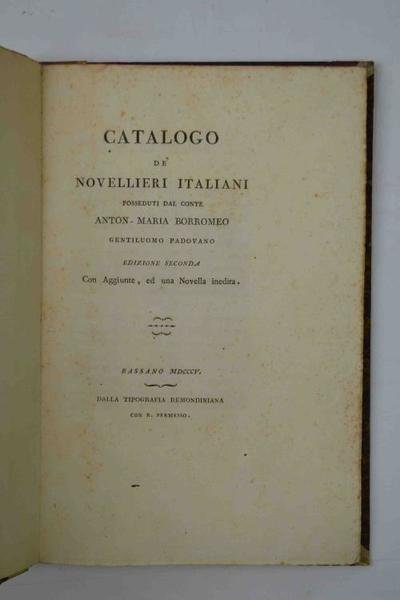 CATALOGO
DE'
NOVELLIERI ITALIANI
POSSEDUTI DAL CONTE
ANTON-MARIA BORROMEO
GENTILUOMO PADOVANO
EDIZIONE SECONDA
Con Aggiunte, ed una Novella inedita.
BASSANO MDCCCV.
DALLA TIPOGRAFIA REMONDINIANA
CON R. PERMESSO.